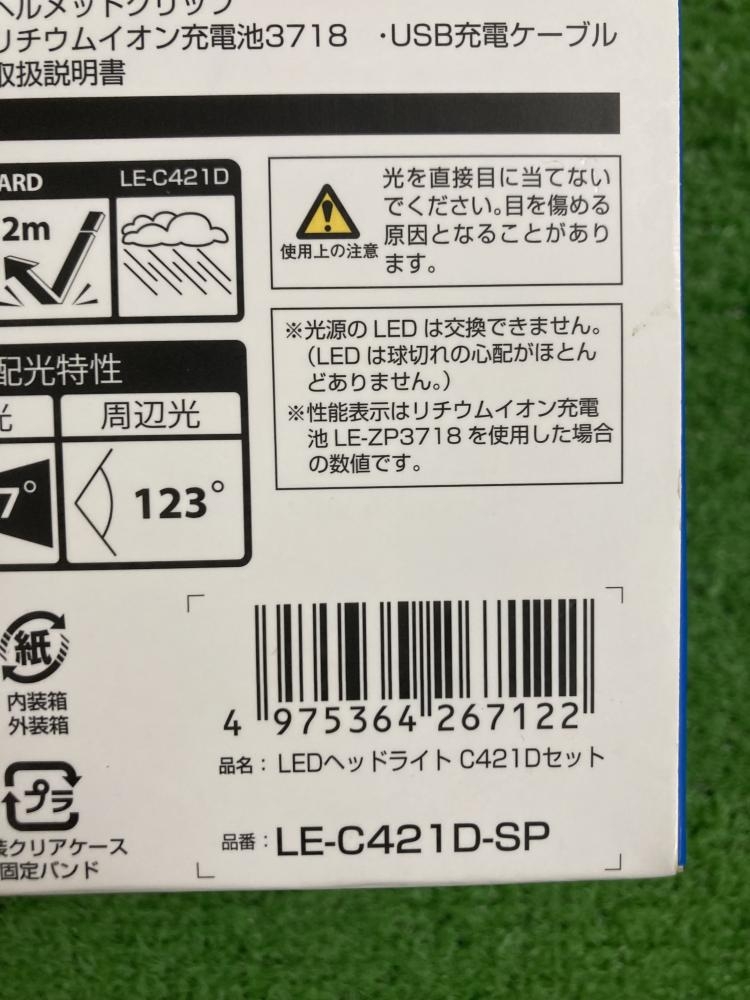 ヘルメットクリップ
リチウムイオン充電池3718 ・USB充電ケーブル
取扱説明書
ARD LE-C421D
2m
光を直接目に当てない
でください。目を傷める
原因となることがあり
ます。
使用上の注意
※光源の LED は交換できません。
（LED は球切れの心配がほとん
どありません。）
※性能表示はリチウムイオン充電
池 LE-ZP3718 を使用した場合
の数値です。
配光特性
光 周辺光
7° 123°
紙
内装箱
外装箱
プラ
装クリアケース
固定バンド
4 975364 267122
品名： LEDヘッドライト C421Dセット
品番： LE-C421D-SP